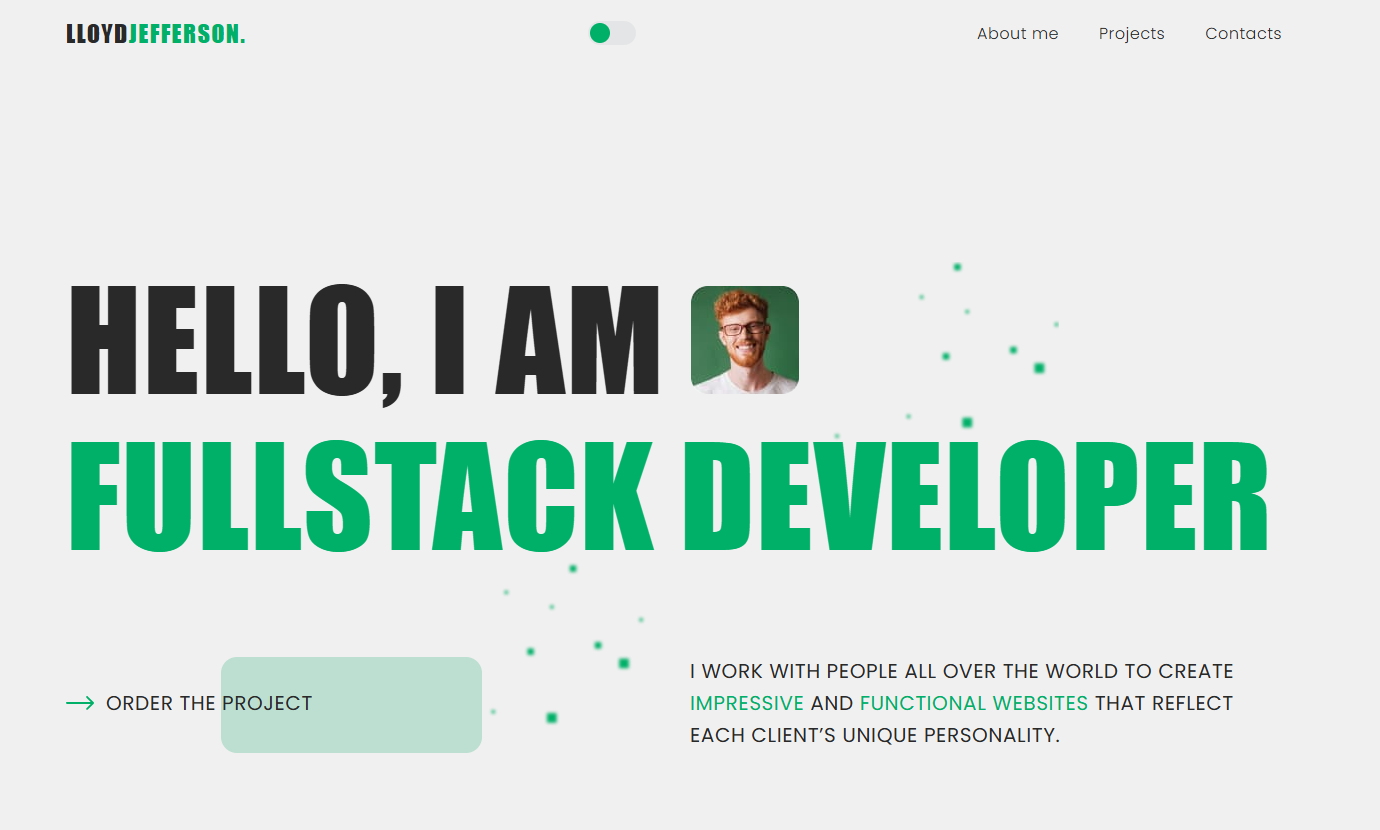 LLOYDJEFFERSON.
About me
Projects
Contacts
HELLO, I AM
FULLSTACK DEVELOPER
ORDER THE PROJECT
I WORK WITH PEOPLE ALL OVER THE WORLD TO CREATE
IMPRESSIVE AND FUNCTIONAL WEBSITES THAT REFLECT
EACH CLIENT’S UNIQUE PERSONALITY.